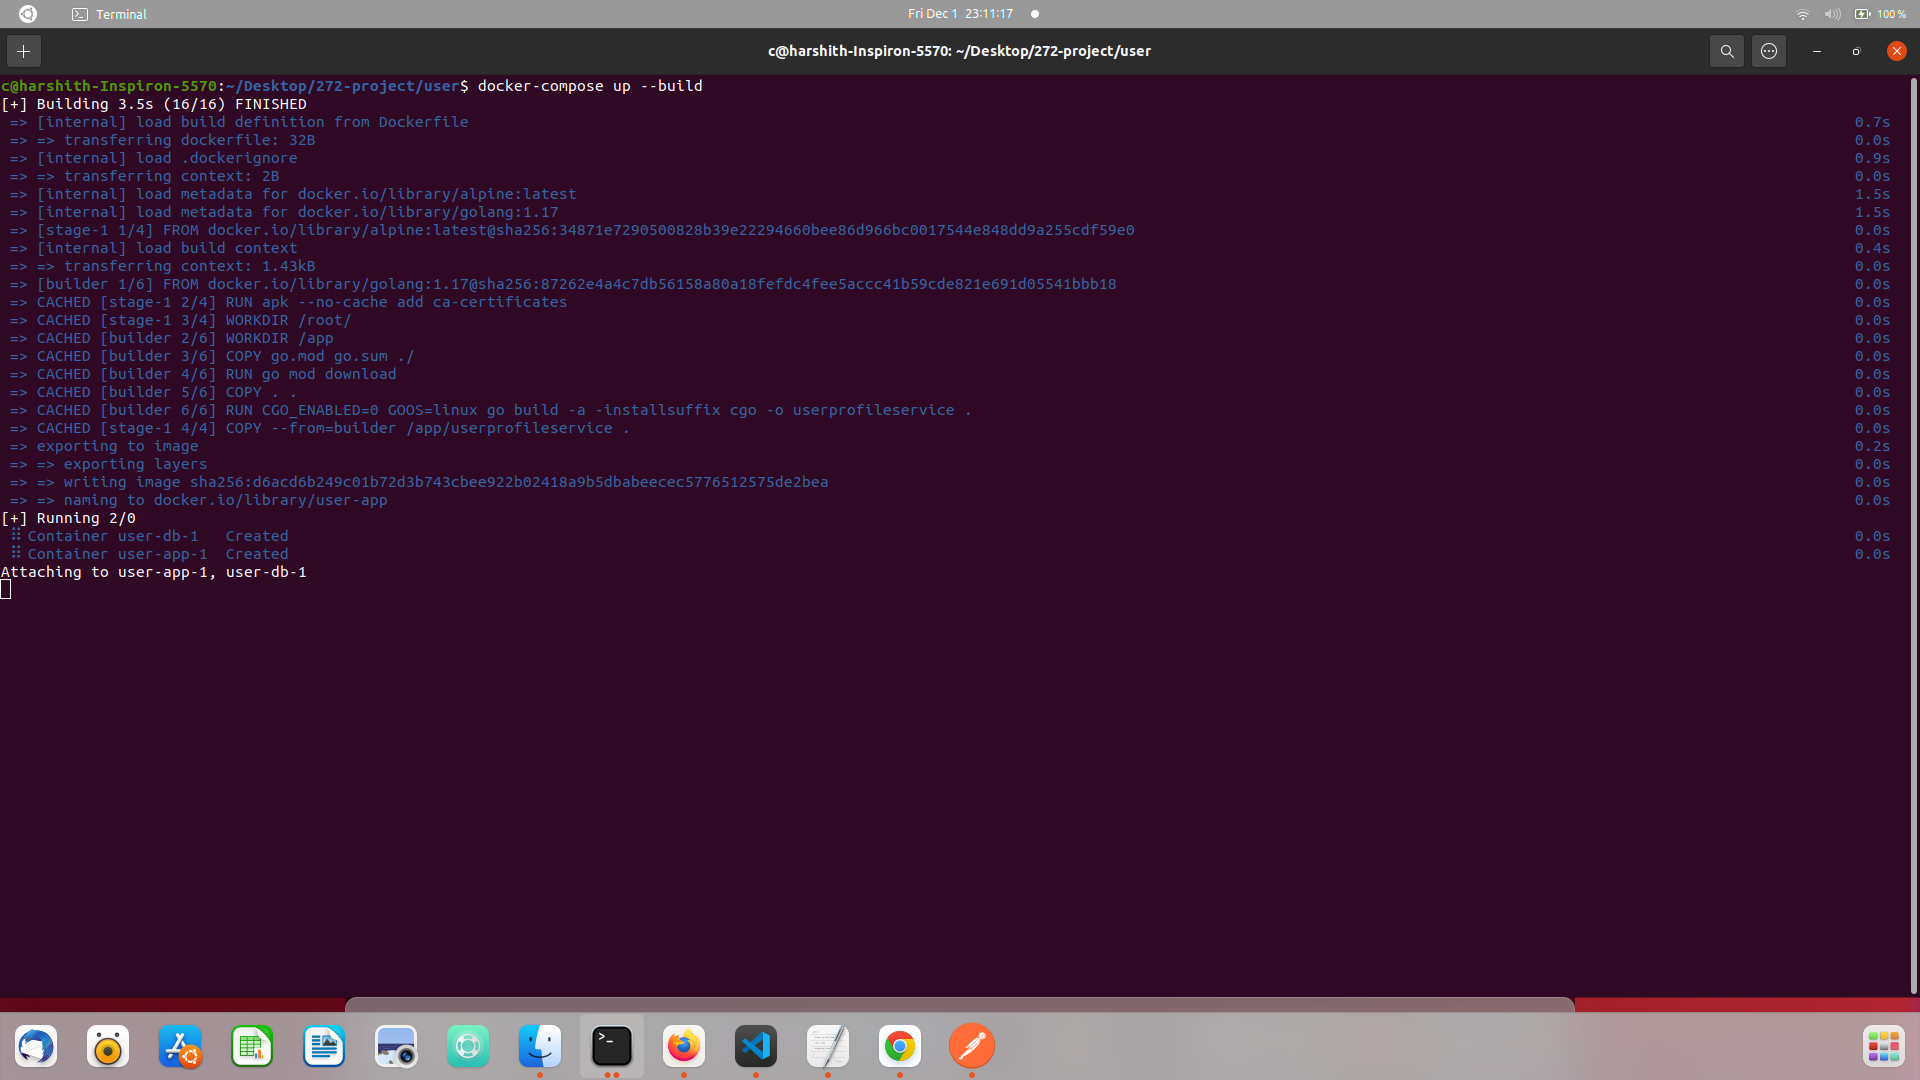 Terminal
Fri Dec 1 23:11:17
100 %
c@harshith-Inspiron-5570: ~/Desktop/272-project/user
c@harshith-Inspiron-5570:~/Desktop/272-project/user$ docker-compose up --build
[+] Building 3.5s (16/16) FINISHED
=> [internal] load build definition from Dockerfile 0.7s
=> => transferring dockerfile: 32B 0.0s
=> [internal] load .dockerignore 0.9s
=> => transferring context: 2B 0.0s
=> [internal] load metadata for docker.io/library/alpine:latest 1.5s
=> [internal] load metadata for docker.io/library/golang:1.17 1.5s
=> [stage-1 1/4] FROM docker.io/library/alpine:latest@sha256:34871e7290500828b39e22294660bee86d966bc0017544e848dd9a255cdf59e0 0.0s
=> [internal] load build context 0.4s
=> => transferring context: 1.43kB 0.0s
=> [builder 1/6] FROM docker.io/library/golang:1.17@sha256:87262e4a4c7db56158a80a18fefdc4fee5accc41b59cde821e691d05541bbb18 0.0s
=> CACHED [stage-1 2/4] RUN apk --no-cache add ca-certificates 0.0s
=> CACHED [stage-1 3/4] WORKDIR /root/ 0.0s
=> CACHED [builder 2/6] WORKDIR /app 0.0s
=> CACHED [builder 3/6] COPY go.mod go.sum ./ 0.0s
=> CACHED [builder 4/6] RUN go mod download 0.0s
=> CACHED [builder 5/6] COPY . . 0.0s
=> CACHED [builder 6/6] RUN CGO_ENABLED=0 GOOS=linux go build -a -installsuffix cgo -o userprofileservice . 0.0s
=> CACHED [stage-1 4/4] COPY --from=builder /app/userprofileservice . 0.0s
=> exporting to image 0.2s
=> => exporting layers 0.0s
=> => writing image sha256:d6acd6b249c01b72d3b743cbee922b02418a9b5dbabeecec5776512575de2bea 0.0s
=> => naming to docker.io/library/user-app 0.0s
[+] Running 2/0
⠿ Container user-db-1 Created 0.0s
⠿ Container user-app-1 Created 0.0s
Attaching to user-app-1, user-db-1